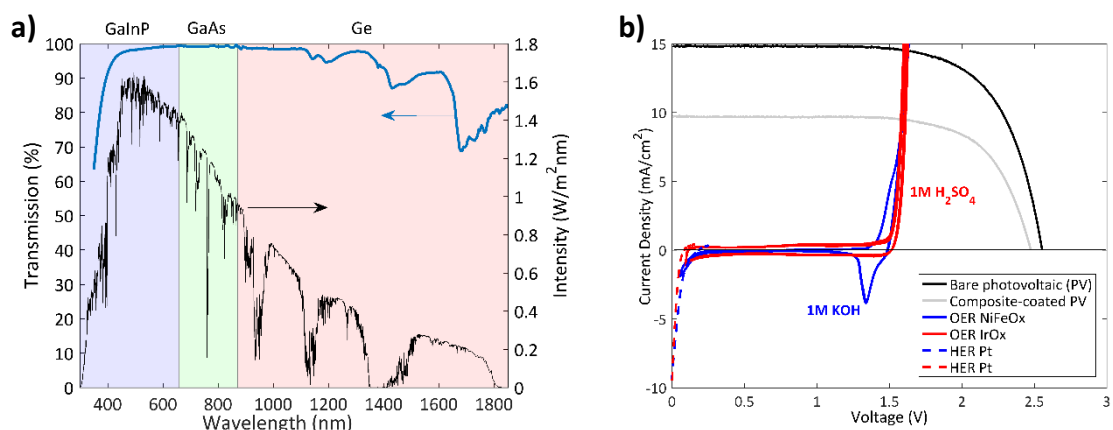 a)
GaInP
GaAs
Ge
Transmission (%)
100
90
80
70
60
50
40
30
20
10
0
1.8
1.6
1.4
1.2
1
0.8
0.6
0.4
0.2
0
Intensity (W/m²nm)
400
600
800
1000
1200
1400
1600
1800
Wavelength (nm)
b)
Current Density (mA/cm²)
15
10
5
0
-5
-10
1M H₂SO₄
1M KOH
Bare photovoltaic (PV)
Composite-coated PV
OER NiFeOx
OER IrOx
HER Pt
HER Pt
0
0.5
1
1.5
2
2.5
3
Voltage (V)